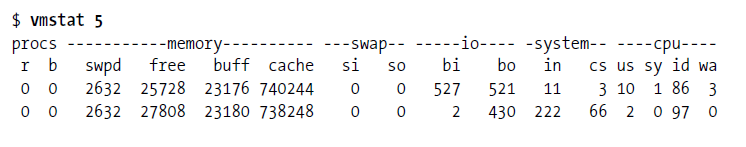 $ vmstat 5
procs -----------memory---------- ---swap-- -----io---- -system-- ----cpu----
r b swpd free buff cache si so bi bo in cs us sy id wa
0 0 2632 25728 23176 740244 0 0 527 521 11 3 10 1 86 3
0 0 2632 27808 23180 738248 0 0 2 430 222 66 2 0 97 0